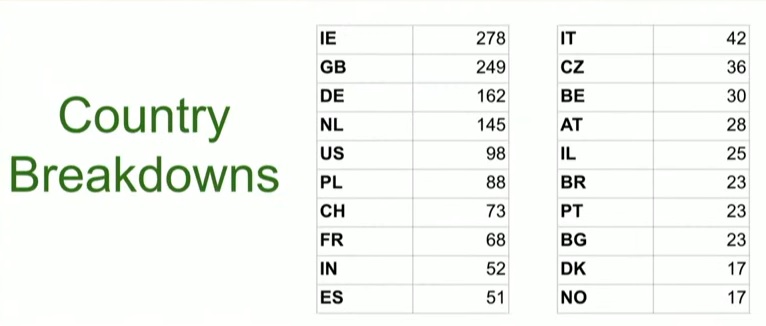 Country
Breakdowns
IE 278
GB 249
DE 162
NL 145
US 98
PL 88
CH 73
FR 68
IN 52
ES 51
IT 42
CZ 36
BE 30
AT 28
IL 25
BR 23
PT 23
BG 23
DK 17
NO 17